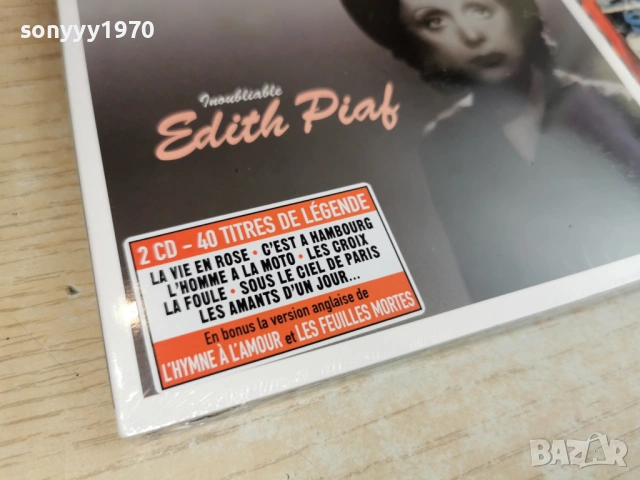 sonyyy1970
Inoubliable
Edith Piaf
2 CD - 40 TITRES DE LÉGENDE
LA VIE EN ROSE • C'EST A HAMBOURG
L'HOMME A LA MOTO • LES CROIX
LA FOULE • SOUS LE CIEL DE PARIS
LES AMANTS D'UN JOUR...
En bonus la version anglaise de
L'HYMNE À L'AMOUR et LES FEUILLES MORTES
BAZAR